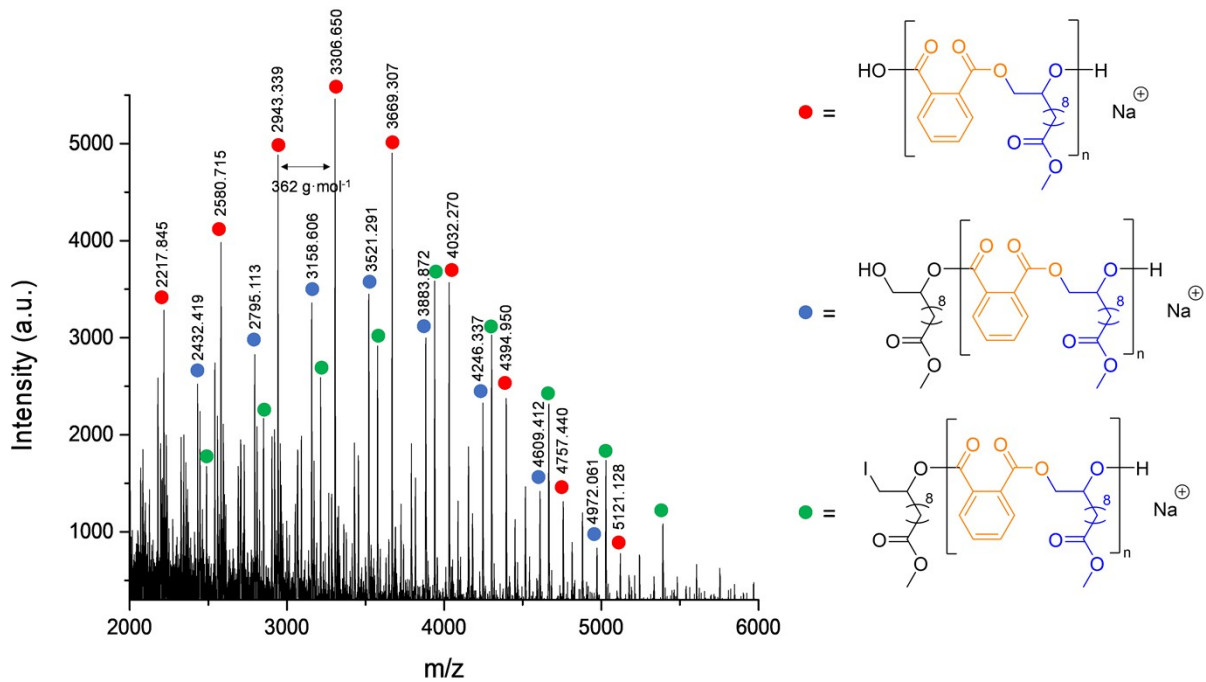 Intensity (a.u.)
5000
4000
3000
2000
1000
2000
3000
4000
5000
6000
m/z
2217.845
2432.419
2580.715
2795.113
2943.339
3158.606
3306.650
3521.291
3669.307
3883.872
4032.270
4246.337
4394.950
4609.412
4757.440
4972.061
5121.128
362 g·mol⁻¹
=
HO
O
O
O
O
H
8
O
O
n
Na⊕
=
HO
O
8
O
O
O
O
O
O
H
8
O
O
n
Na⊕
=
I
O
8
O
O
O
O
O
O
H
8
O
O
n
Na⊕